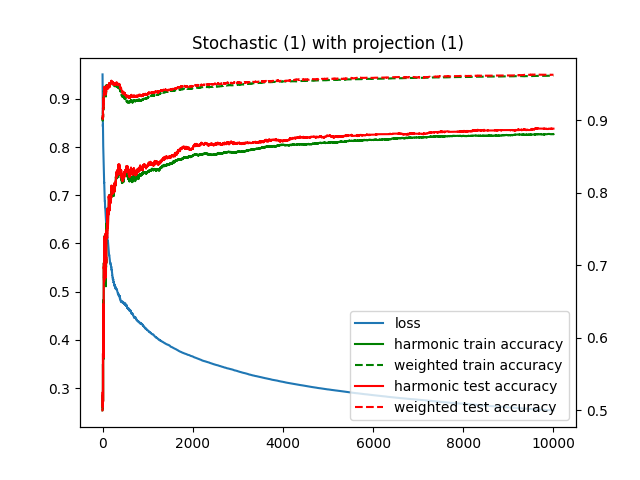 Stochastic (1) with projection (1)
0.9
0.8
0.7
0.6
0.5
0.4
0.3
0.9
0.8
0.7
0.6
0.5
loss
harmonic train accuracy
weighted train accuracy
harmonic test accuracy
weighted test accuracy
0 2000 4000 6000 8000 10000